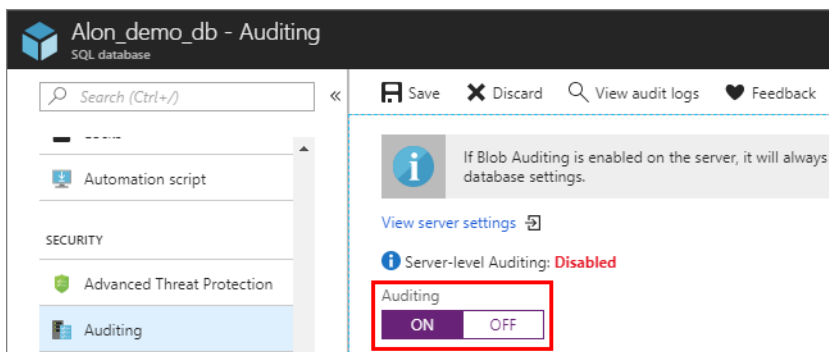 Alon_demo_db - Auditing
SQL database
Search (Ctrl+/)
«
Save
Discard
View audit logs
Feedback
Automation script
SECURITY
Advanced Threat Protection
Auditing
If Blob Auditing is enabled on the server, it will always
database settings.
View server settings
Server-level Auditing: Disabled
Auditing
ON
OFF